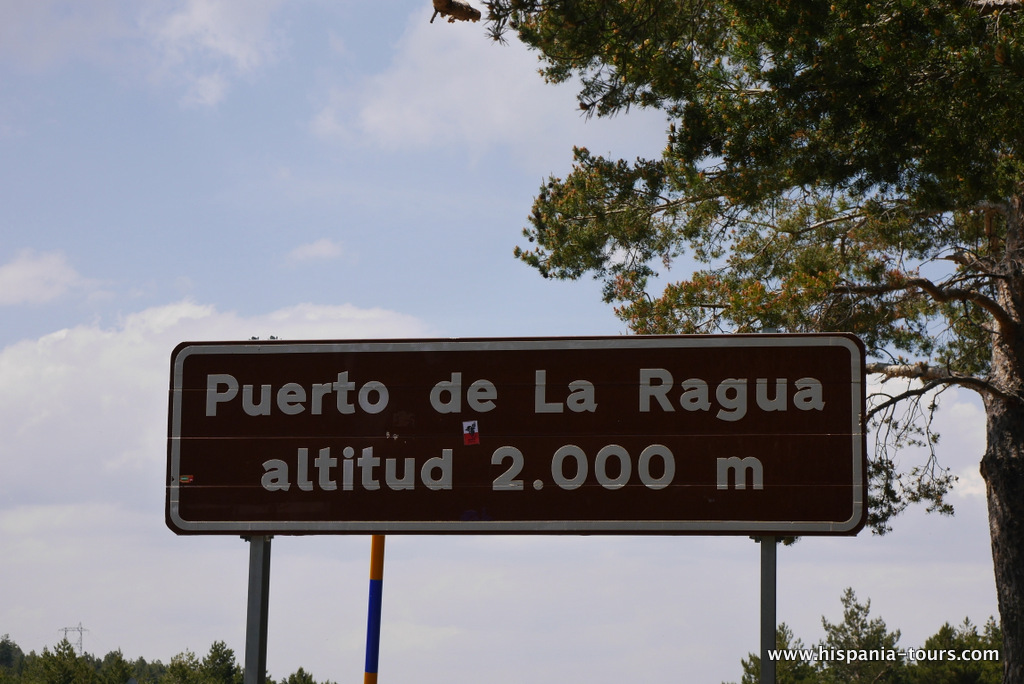 Puerto de La Ragua
altitud 2.000 m
www.hispania-tours.com